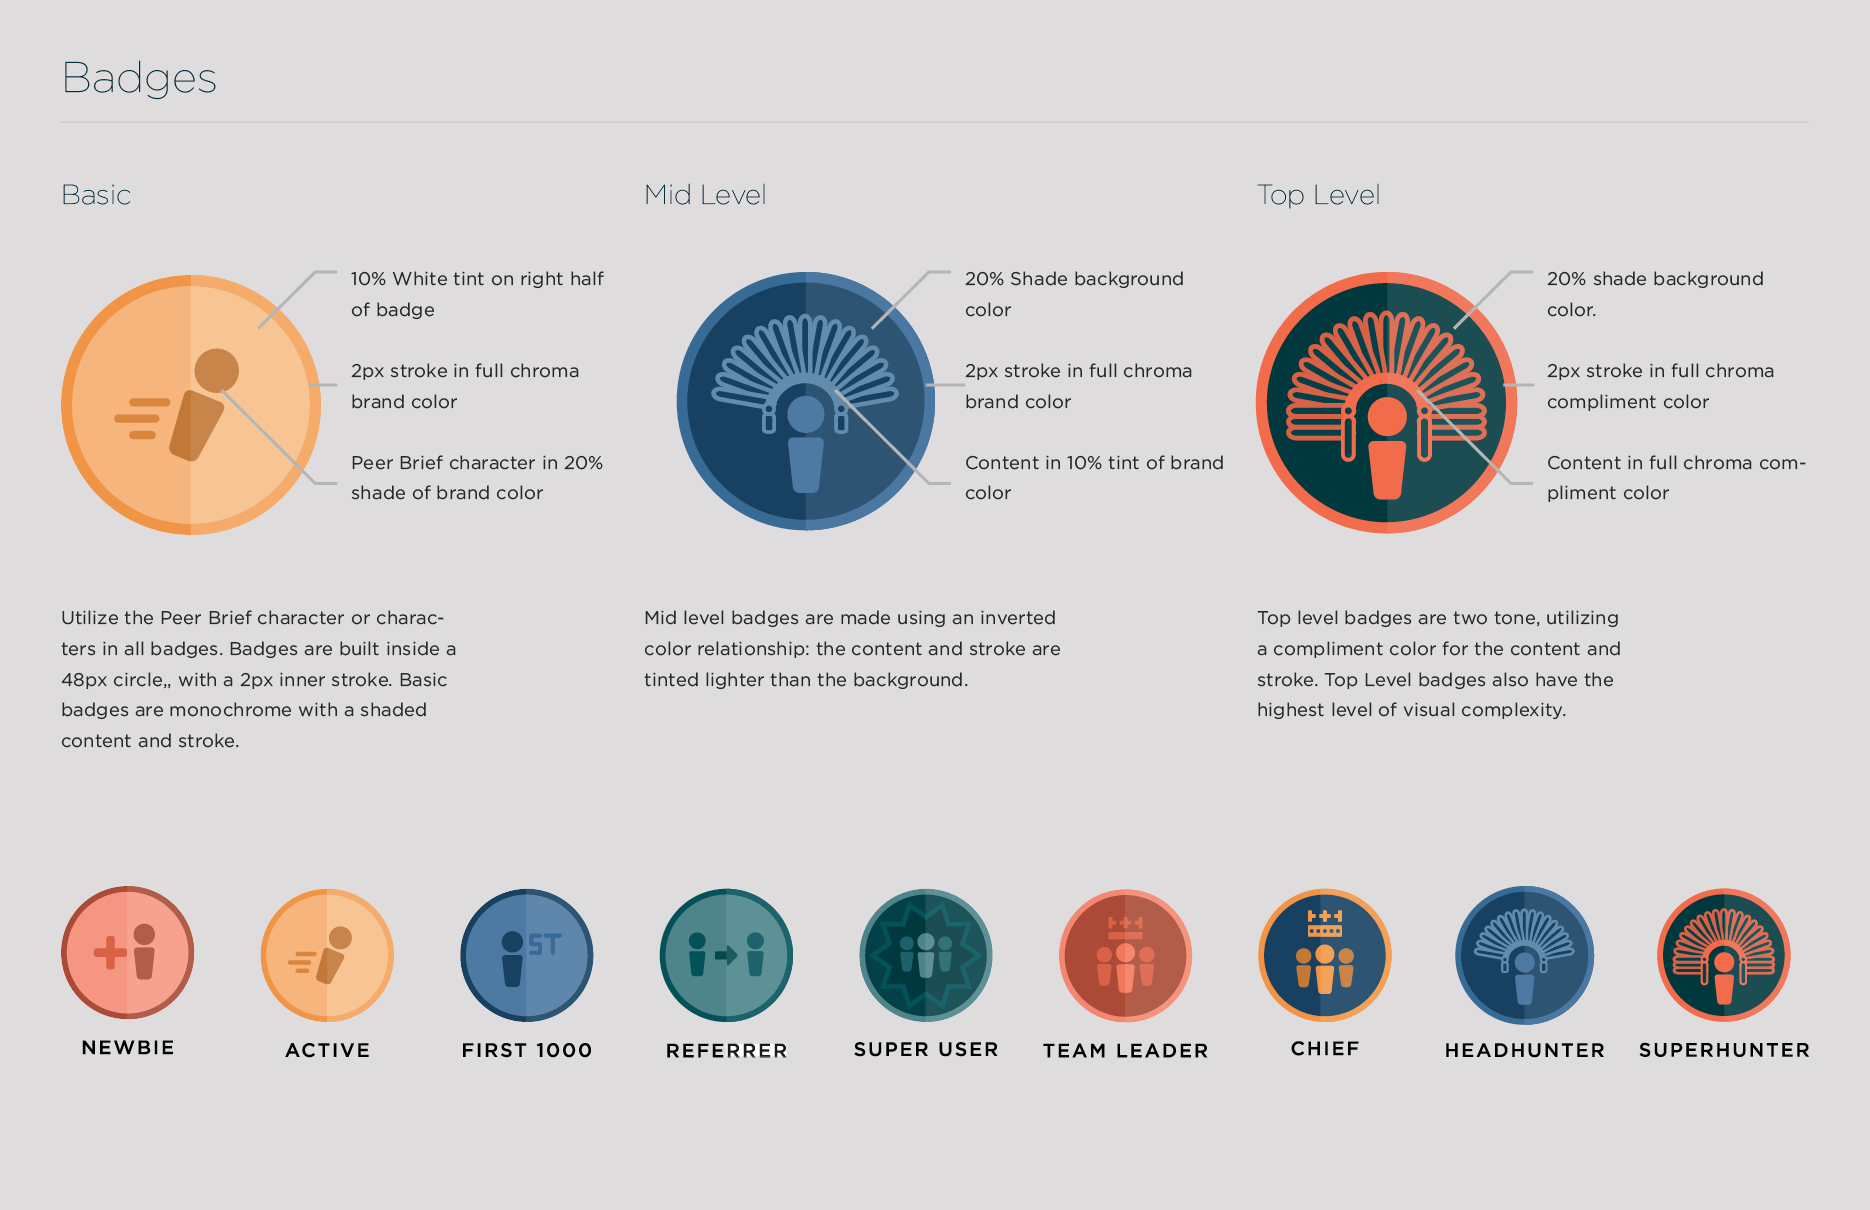 Badges
Basic
10% White tint on right half
of badge
2px stroke in full chroma
brand color
Peer Brief character in 20%
shade of brand color
Utilize the Peer Brief character or charac-
ters in all badges. Badges are built inside a
48px circle,, with a 2px inner stroke. Basic
badges are monochrome with a shaded
content and stroke.
Mid Level
20% Shade background
color
2px stroke in full chroma
brand color
Content in 10% tint of brand
color
Mid level badges are made using an inverted
color relationship: the content and stroke are
tinted lighter than the background.
Top Level
20% shade background
color.
2px stroke in full chroma
compliment color
Content in full chroma com-
pliment color
Top level badges are two tone, utilizing
a compliment color for the content and
stroke. Top Level badges also have the
highest level of visual complexity.
ST
NEWBIE
ACTIVE
FIRST 1000
REFERRER
SUPER USER
TEAM LEADER
CHIEF
HEADHUNTER
SUPERHUNTER